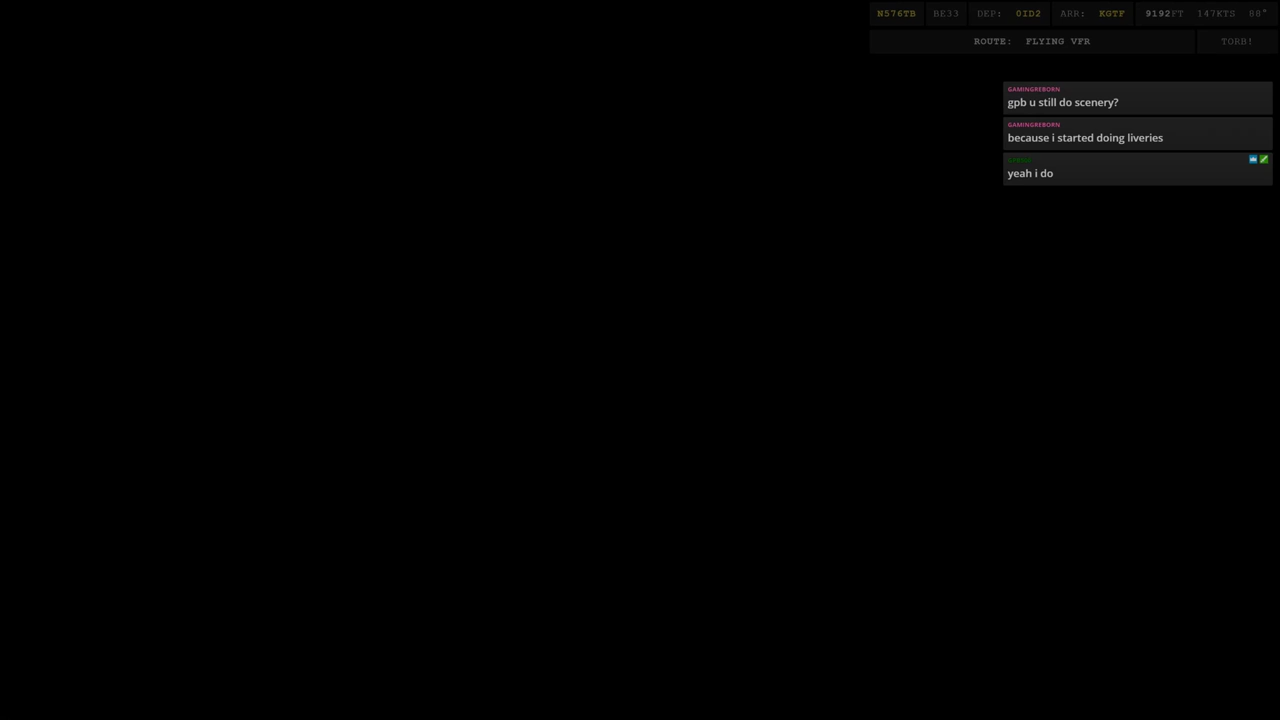 N576TB BE33 DEP: 0ID2 ARR: KGTF 9192FT 147KTS 88°
ROUTE: FLYING VFR TORB!
GAMINGREBORN
gpb u still do scenery?
GAMINGREBORN
because i started doing liveries
yeah i do